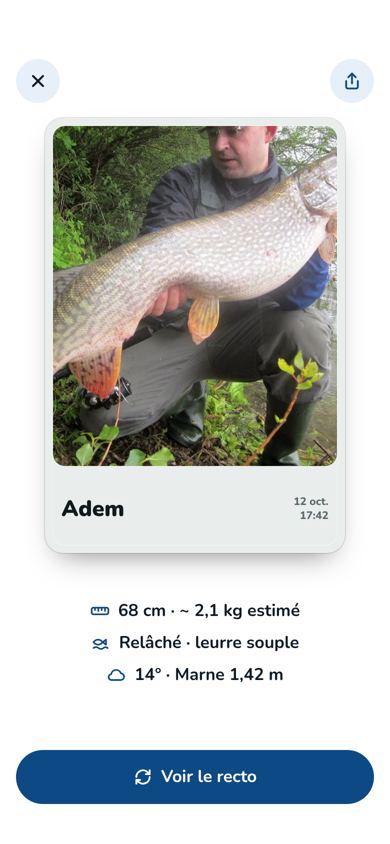 Adem
12 oct.
17:42
68 cm · ~ 2,1 kg estimé
Relâché · leurre souple
14° · Marne 1,42 m
Voir le recto